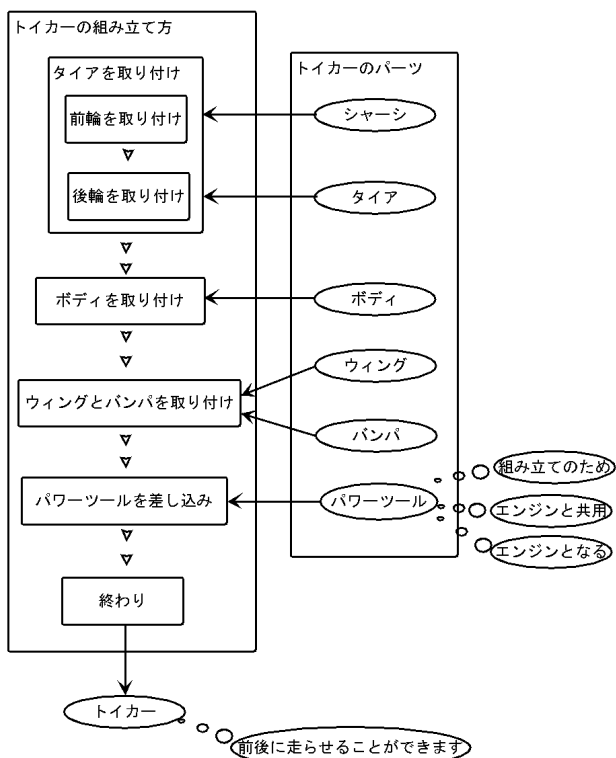 トイカーの組み立て方
タイアを取り付け
前輪を取り付け
後輪を取り付け
ボディを取り付け
ウィングとバンパを取り付け
パワーツールを差し込み
終わり
トイカー
前後に走らせることができます
トイカーのパーツ
シャーシ
タイア
ボディ
ウィング
バンパ
パワーツール
組み立てのため
エンジンと共用
エンジンとなる